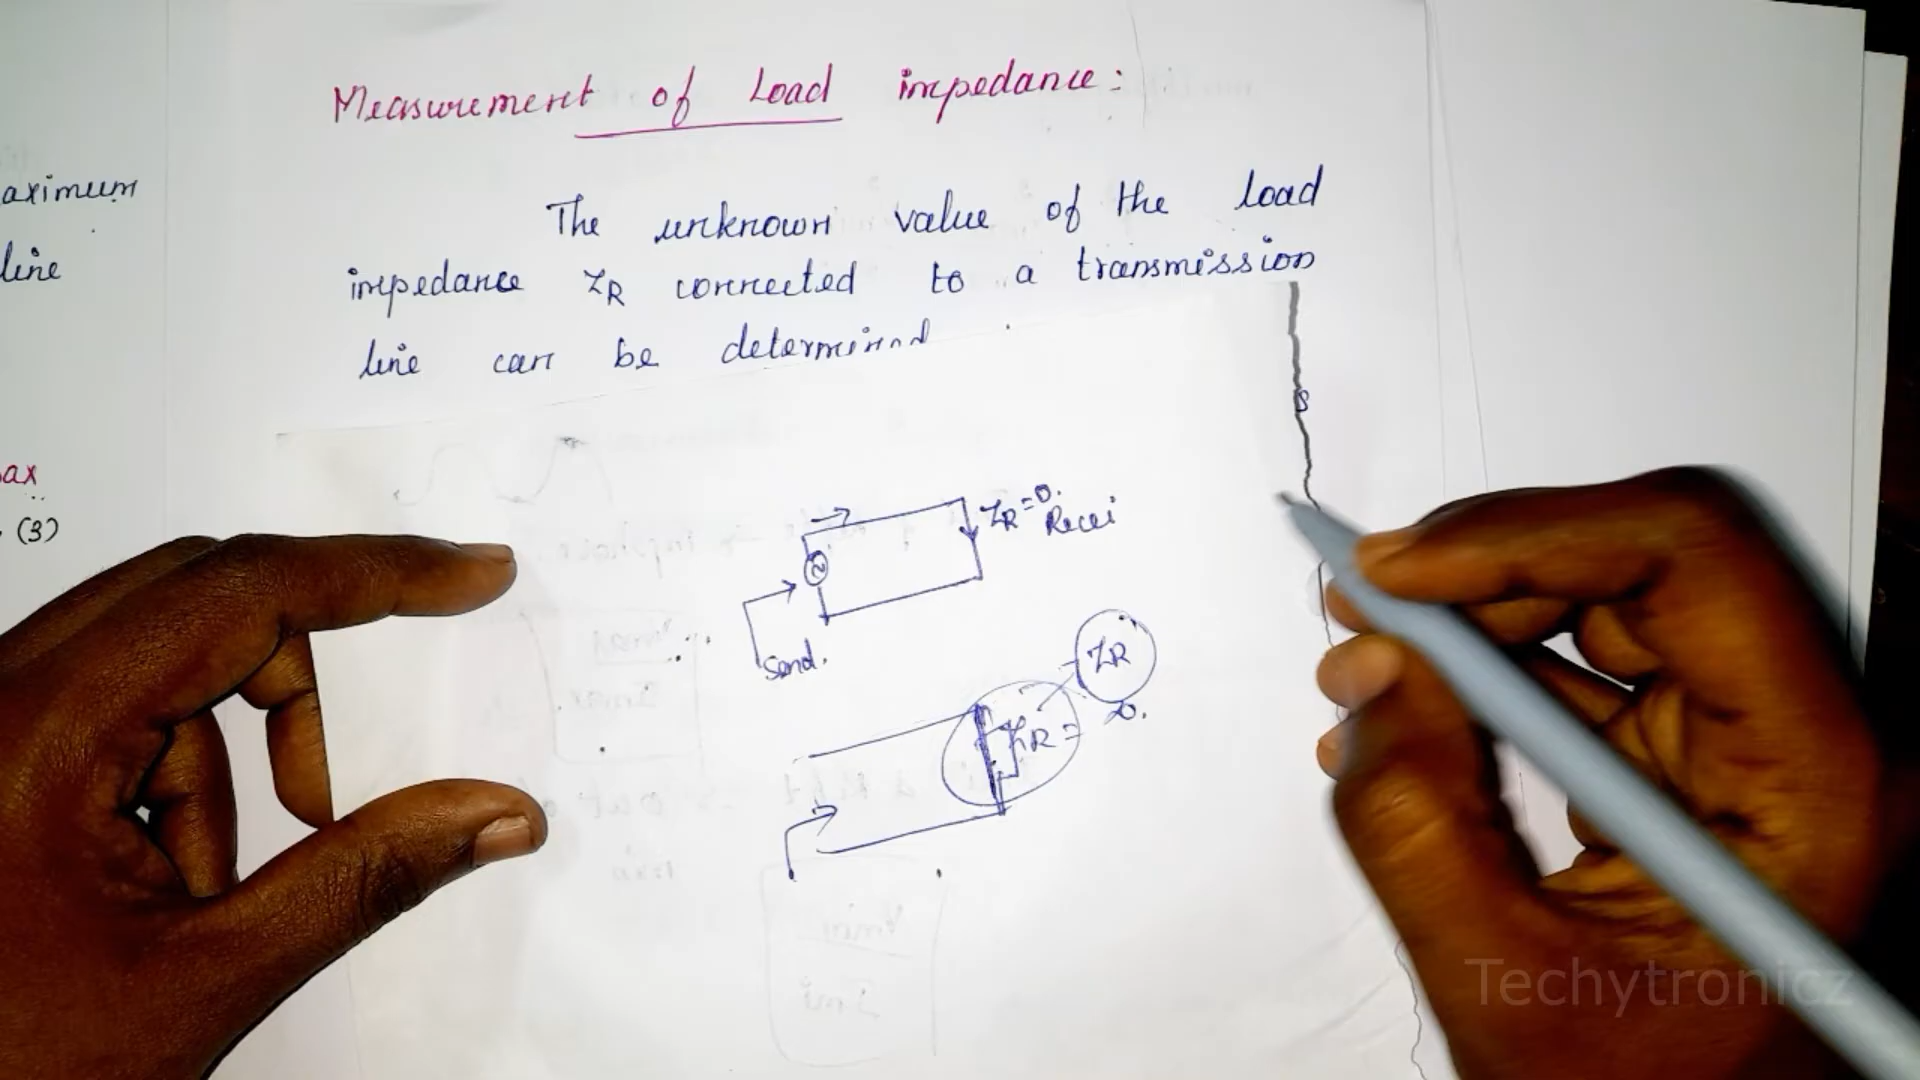 Measurement of Load impedance:
The unknown value of the load
impedance ZR connected to a transmission
line can be determined
aximum
line
ax
(3)
s
ZR=0.
Recei
Send.
ZR
ZR = ∞.
Techytronicz